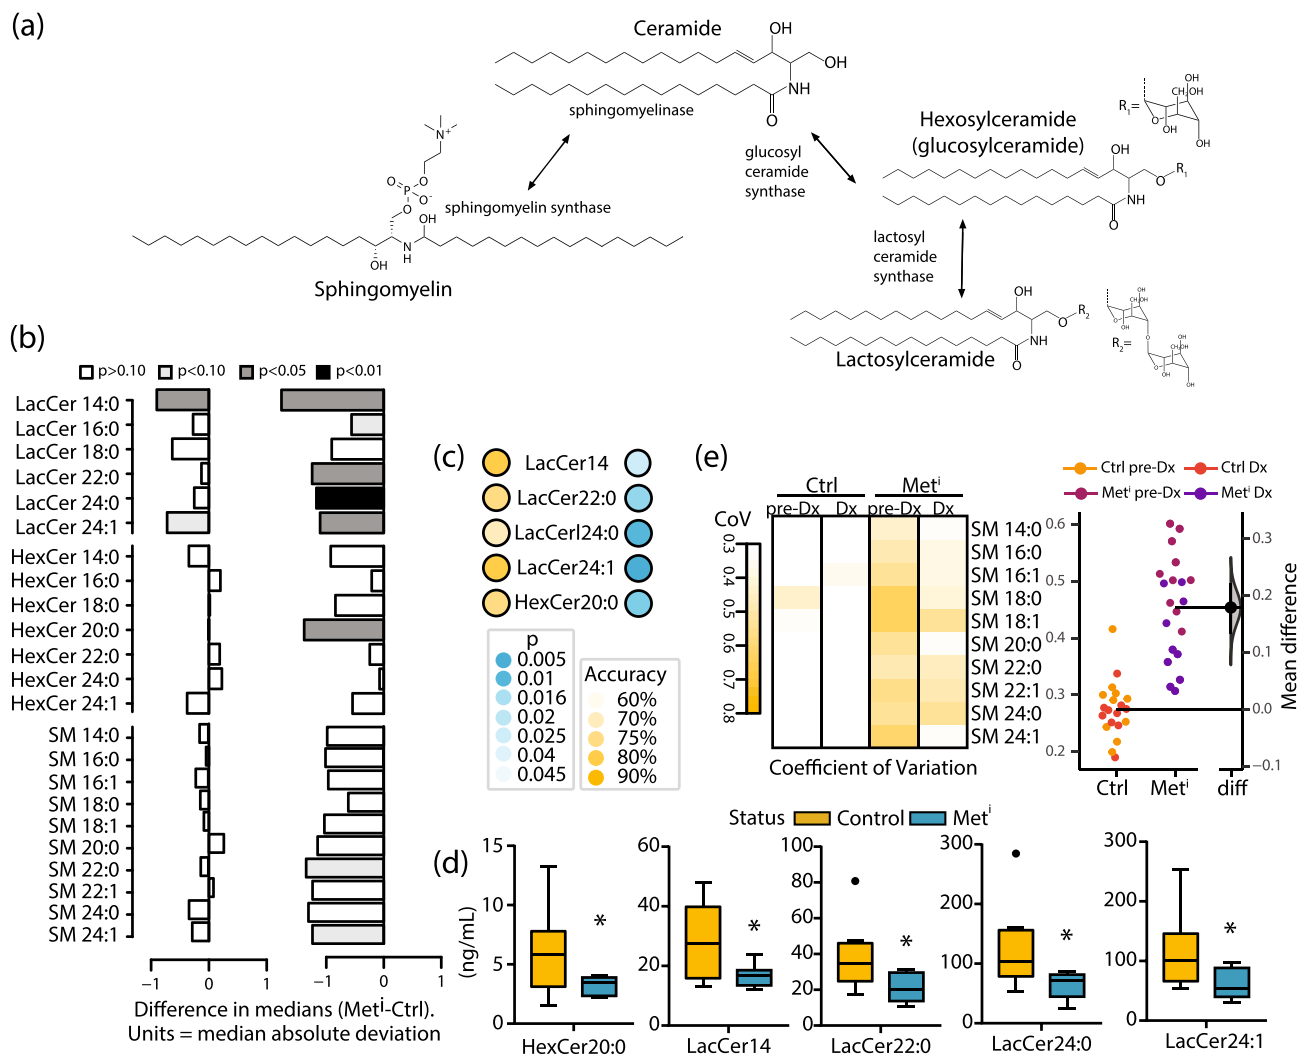 (a)
Ceramide
OH
OH
NH
O
sphingomyelinase
N+
O
O
P
O-
O
sphingomyelin synthase
OH
N
H
OH
Sphingomyelin
glucosyl
ceramide
synthase
Hexosylceramide
(glucosylceramide)
OH
O
R1
NH
O
R1=
OH
CH2OH
O
OH
OH
OH
lactosyl
ceramide
synthase
OH
O
R2
NH
O
Lactosylceramide
R2=
(b)
p>0.10 p<0.10 p<0.05 p<0.01
LacCer 14:0
LacCer 16:0
LacCer 18:0
LacCer 22:0
LacCer 24:0
LacCer 24:1
HexCer 14:0
HexCer 16:0
HexCer 18:0
HexCer 20:0
HexCer 22:0
HexCer 24:0
HexCer 24:1
SM 14:0
SM 16:0
SM 16:1
SM 18:0
SM 18:1
SM 20:0
SM 22:0
SM 22:1
SM 24:0
SM 24:1
−1 0 1 −1 0 1
Difference in medians (Meti-Ctrl).
Units = median absolute deviation
(c)
LacCer14
LacCer22:0
LacCerl24:0
LacCer24:1
HexCer20:0
p
0.005
0.01
0.016
0.02
0.025
0.04
0.045
Accuracy
60%
70%
75%
80%
90%
(e)
Ctrl Meti
CoV pre-Dx Dx pre-Dx Dx
0.3
0.4
0.5
0.6
0.8
SM 14:0
SM 16:0
SM 16:1
SM 18:0
SM 18:1
SM 20:0
SM 22:0
SM 22:1
SM 24:0
SM 24:1
Coefficient of Variation
Ctrl pre-Dx Ctrl Dx
Meti pre-Dx Meti Dx
0.6
0.5
0.4
0.3
0.2
0.3
0.2
0.1
0.0
−0.1
Mean difference
Ctrl Meti diff
Status Control Meti
(d)
(ng/mL)
15
10
5
0
*
HexCer20:0
60
40
20
0
*
LacCer14
100
80
60
40
20
0
*
LacCer22:0
300
200
100
0
*
LacCer24:0
300
200
100
0
*
LacCer24:1